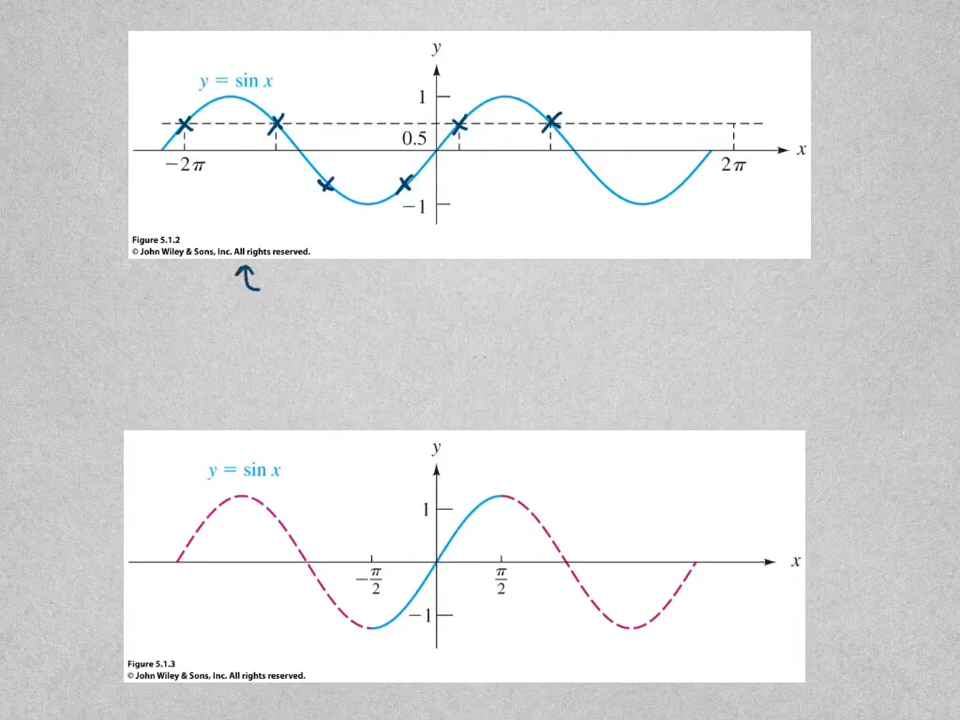 y
y = sin x
1
0.5
−2π
x
2π
−1
Figure 5.1.2
© John Wiley & Sons, Inc. All rights reserved.
y
y = sin x
1
x
−π/2
π/2
−1
Figure 5.1.3
© John Wiley & Sons, Inc. All rights reserved.